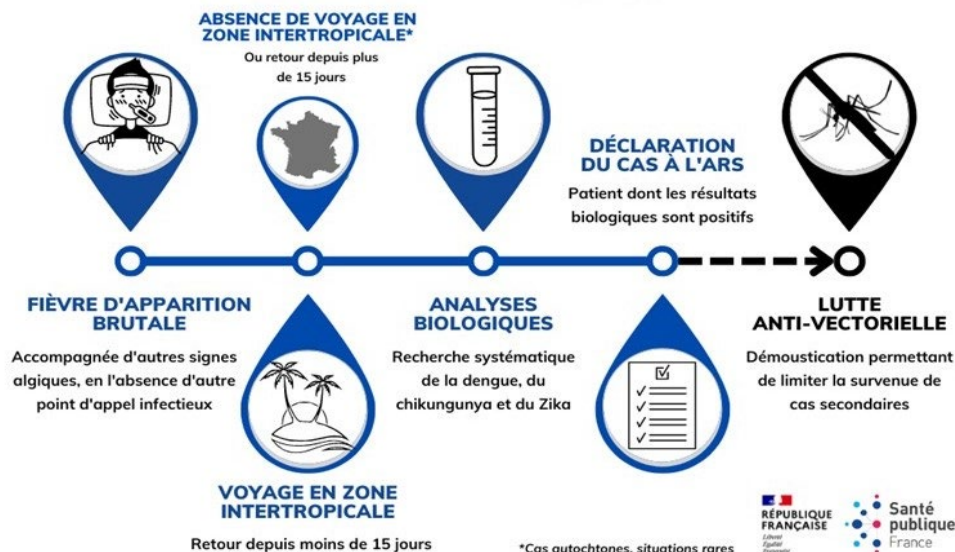 ABSENCE DE VOYAGE EN
ZONE INTERTROPICALE*
Ou retour depuis plus
de 15 jours
DÉCLARATION
DU CAS À L'ARS
Patient dont les résultats
biologiques sont positifs
FIÈVRE D'APPARITION
BRUTALE
Accompagnée d'autres signes
algiques, en l'absence d'autre
point d'appel infectieux
ANALYSES
BIOLOGIQUES
Recherche systématique
de la dengue, du
chikungunya et du Zika
LUTTE
ANTI-VECTORIELLE
Démoustication permettant
de limiter la survenue de
cas secondaires
VOYAGE EN ZONE
INTERTROPICALE
Retour depuis moins de 15 jours
*Cas autochtones, situations rares
RÉPUBLIQUE
FRANÇAISE
Liberté
Égalité
Fraternité
Santé
publique
France